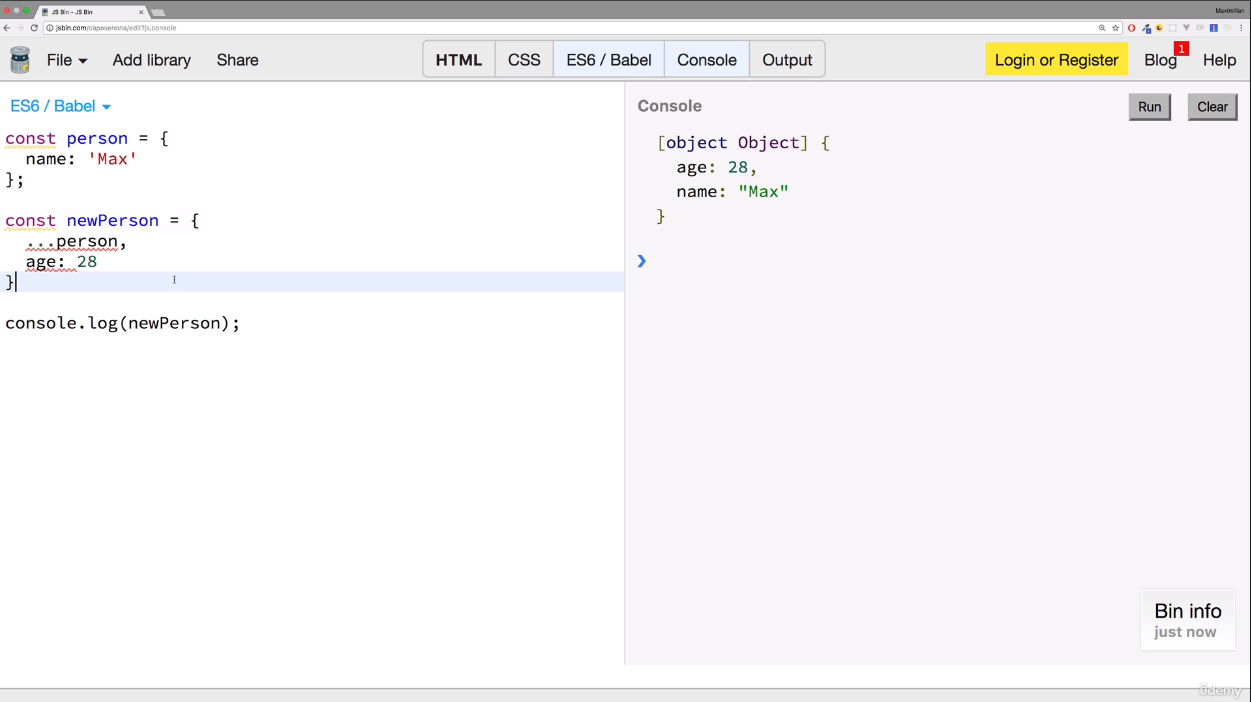 JS Bin - JS Bin
Maximilian
jsbin.com/capasenona/edit?js,console
File
Add library
Share
HTML
CSS
ES6 / Babel
Console
Output
Login or Register
Blog
1
Help
ES6 / Babel
const person = {
name: 'Max'
};
const newPerson = {
...person,
age: 28
}
console.log(newPerson);
Console
Run
Clear
[object Object] {
age: 28,
name: "Max"
}
Bin info
just now
ûdemy